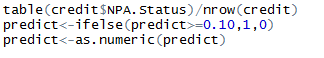 table(credit$NPA.Status)/nrow(credit)
predict<-ifelse(predict>=0.10,1,0)
predict<-as.numeric(predict)